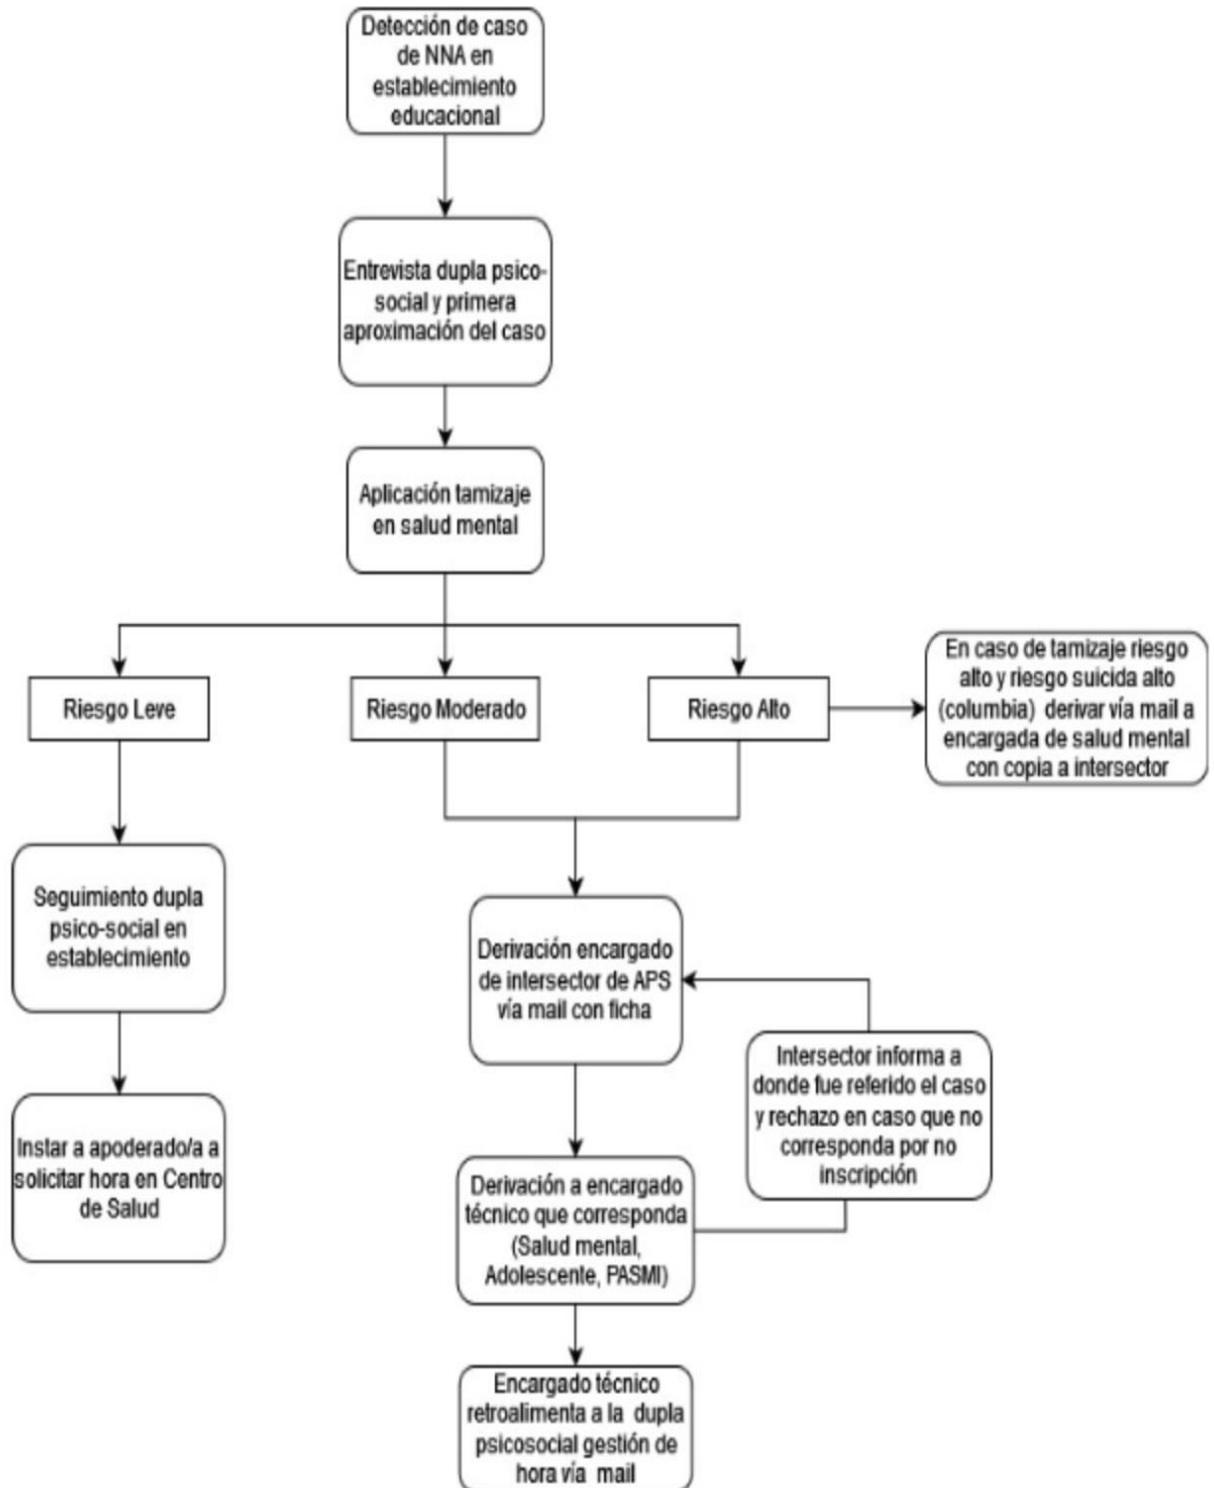 Detección de caso
de NNA en
establecimiento
educacional
Entrevista dupla psico-
social y primera
aproximación del caso
Aplicación tamizaje
en salud mental
Riesgo Leve
Riesgo Moderado
Riesgo Alto
En caso de tamizaje riesgo
alto y riesgo suicida alto
(columbia) derivar vía mail a
encargada de salud mental
con copia a intersector
Seguimiento dupla
psico-social en
establecimiento
Instar a apoderado/a a
solicitar hora en Centro
de Salud
Derivación encargado
de intersector de APS
vía mail con ficha
Intersector informa a
donde fue referido el caso
y rechazo en caso que no
corresponda por no
inscripción
Derivación a encargado
técnico que corresponda
(Salud mental,
Adolescente, PASMI)
Encargado técnico
retroalimenta a la dupla
psicosocial gestión de
hora vía mail